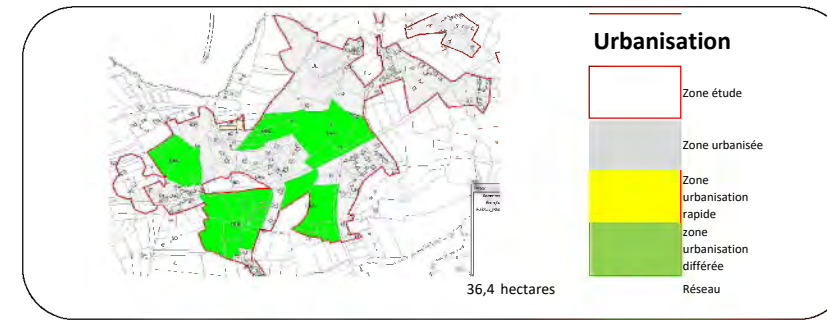 Urbanisation
Zone étude
Zone urbanisée
Zone
urbanisation
rapide
zone
urbanisation
différée
Réseau
36,4 hectares